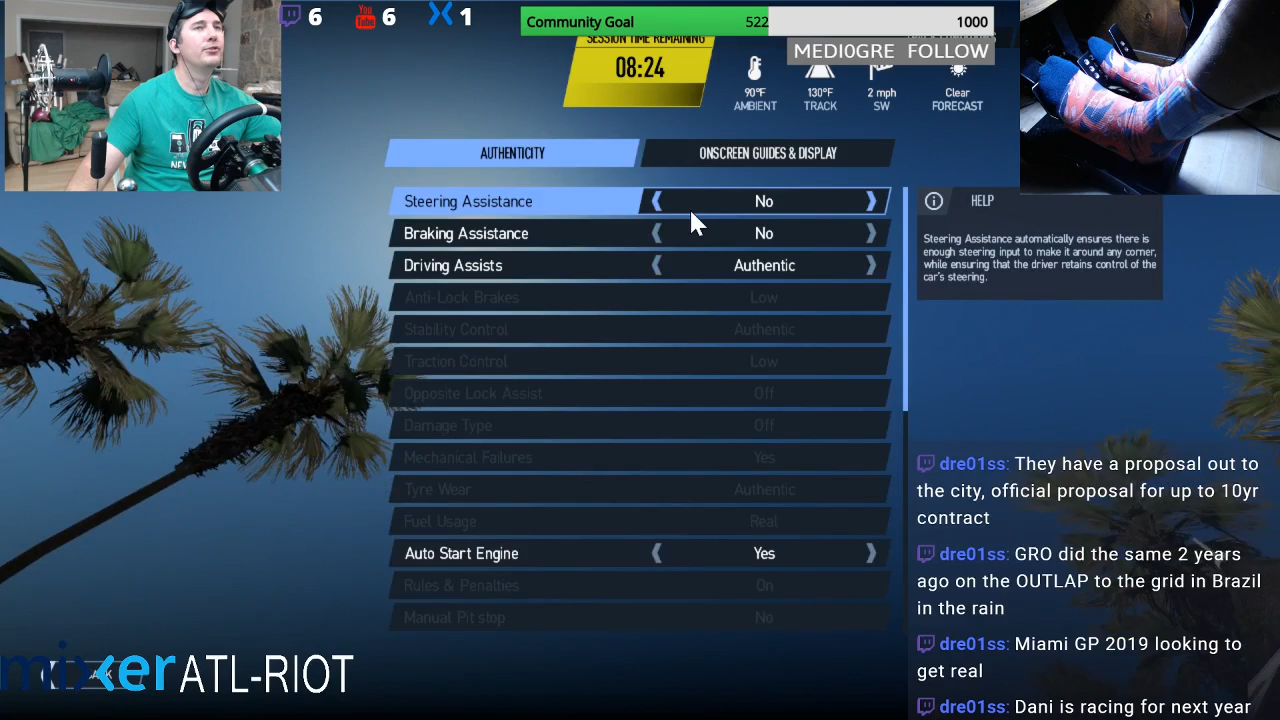 6
6
1
Community Goal 522 1000
MEDI0GRE FOLLOW
SESSION TIME REMAINING
08:24
90°F
AMBIENT
130°F
TRACK
2 mph
SW
Clear
FORECAST
AUTHENTICITY
ONSCREEN GUIDES & DISPLAY
Steering Assistance No
Braking Assistance No
Driving Assists Authentic
Anti-Lock Brakes Low
Stability Control Authentic
Traction Control Low
Opposite Lock Assist Off
Damage Type Off
Mechanical Failures Yes
Tyre Wear Authentic
Fuel Usage Real
Auto Start Engine Yes
Rules & Penalties On
Manual Pit stop No
HELP
Steering Assistance automatically ensures there is
enough steering input to make it around any corner,
while ensuring that the driver retains control of the
car's steering.
dre01ss: They have a proposal out to
the city, official proposal for up to 10yr
contract
dre01ss: GRO did the same 2 years
ago on the OUTLAP to the grid in Brazil
in the rain
dre01ss: Miami GP 2019 looking to
get real
dre01ss: Dani is racing for next year
mixer ATL-RIOT